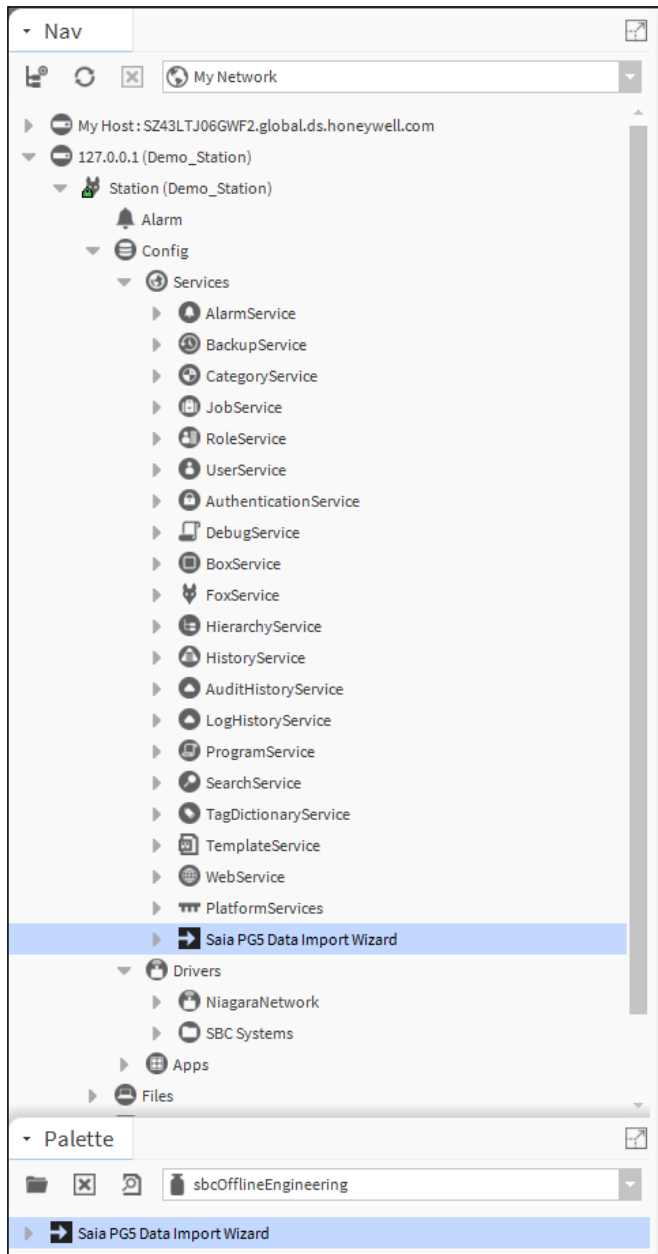 Nav
My Network
My Host : SZ43LTJ06GWF2.global.ds.honeywell.com
127.0.0.1 (Demo_Station)
Station (Demo_Station)
Alarm
Config
Services
AlarmService
BackupService
CategoryService
JobService
RoleService
UserService
AuthenticationService
DebugService
BoxService
FoxService
HierarchyService
HistoryService
AuditHistoryService
LogHistoryService
ProgramService
SearchService
TagDictionaryService
TemplateService
WebService
PlatformServices
Saia PG5 Data Import Wizard
Drivers
NiagaraNetwork
SBC Systems
Apps
Files
Palette
sbcOfflineEngineering
Saia PG5 Data Import Wizard